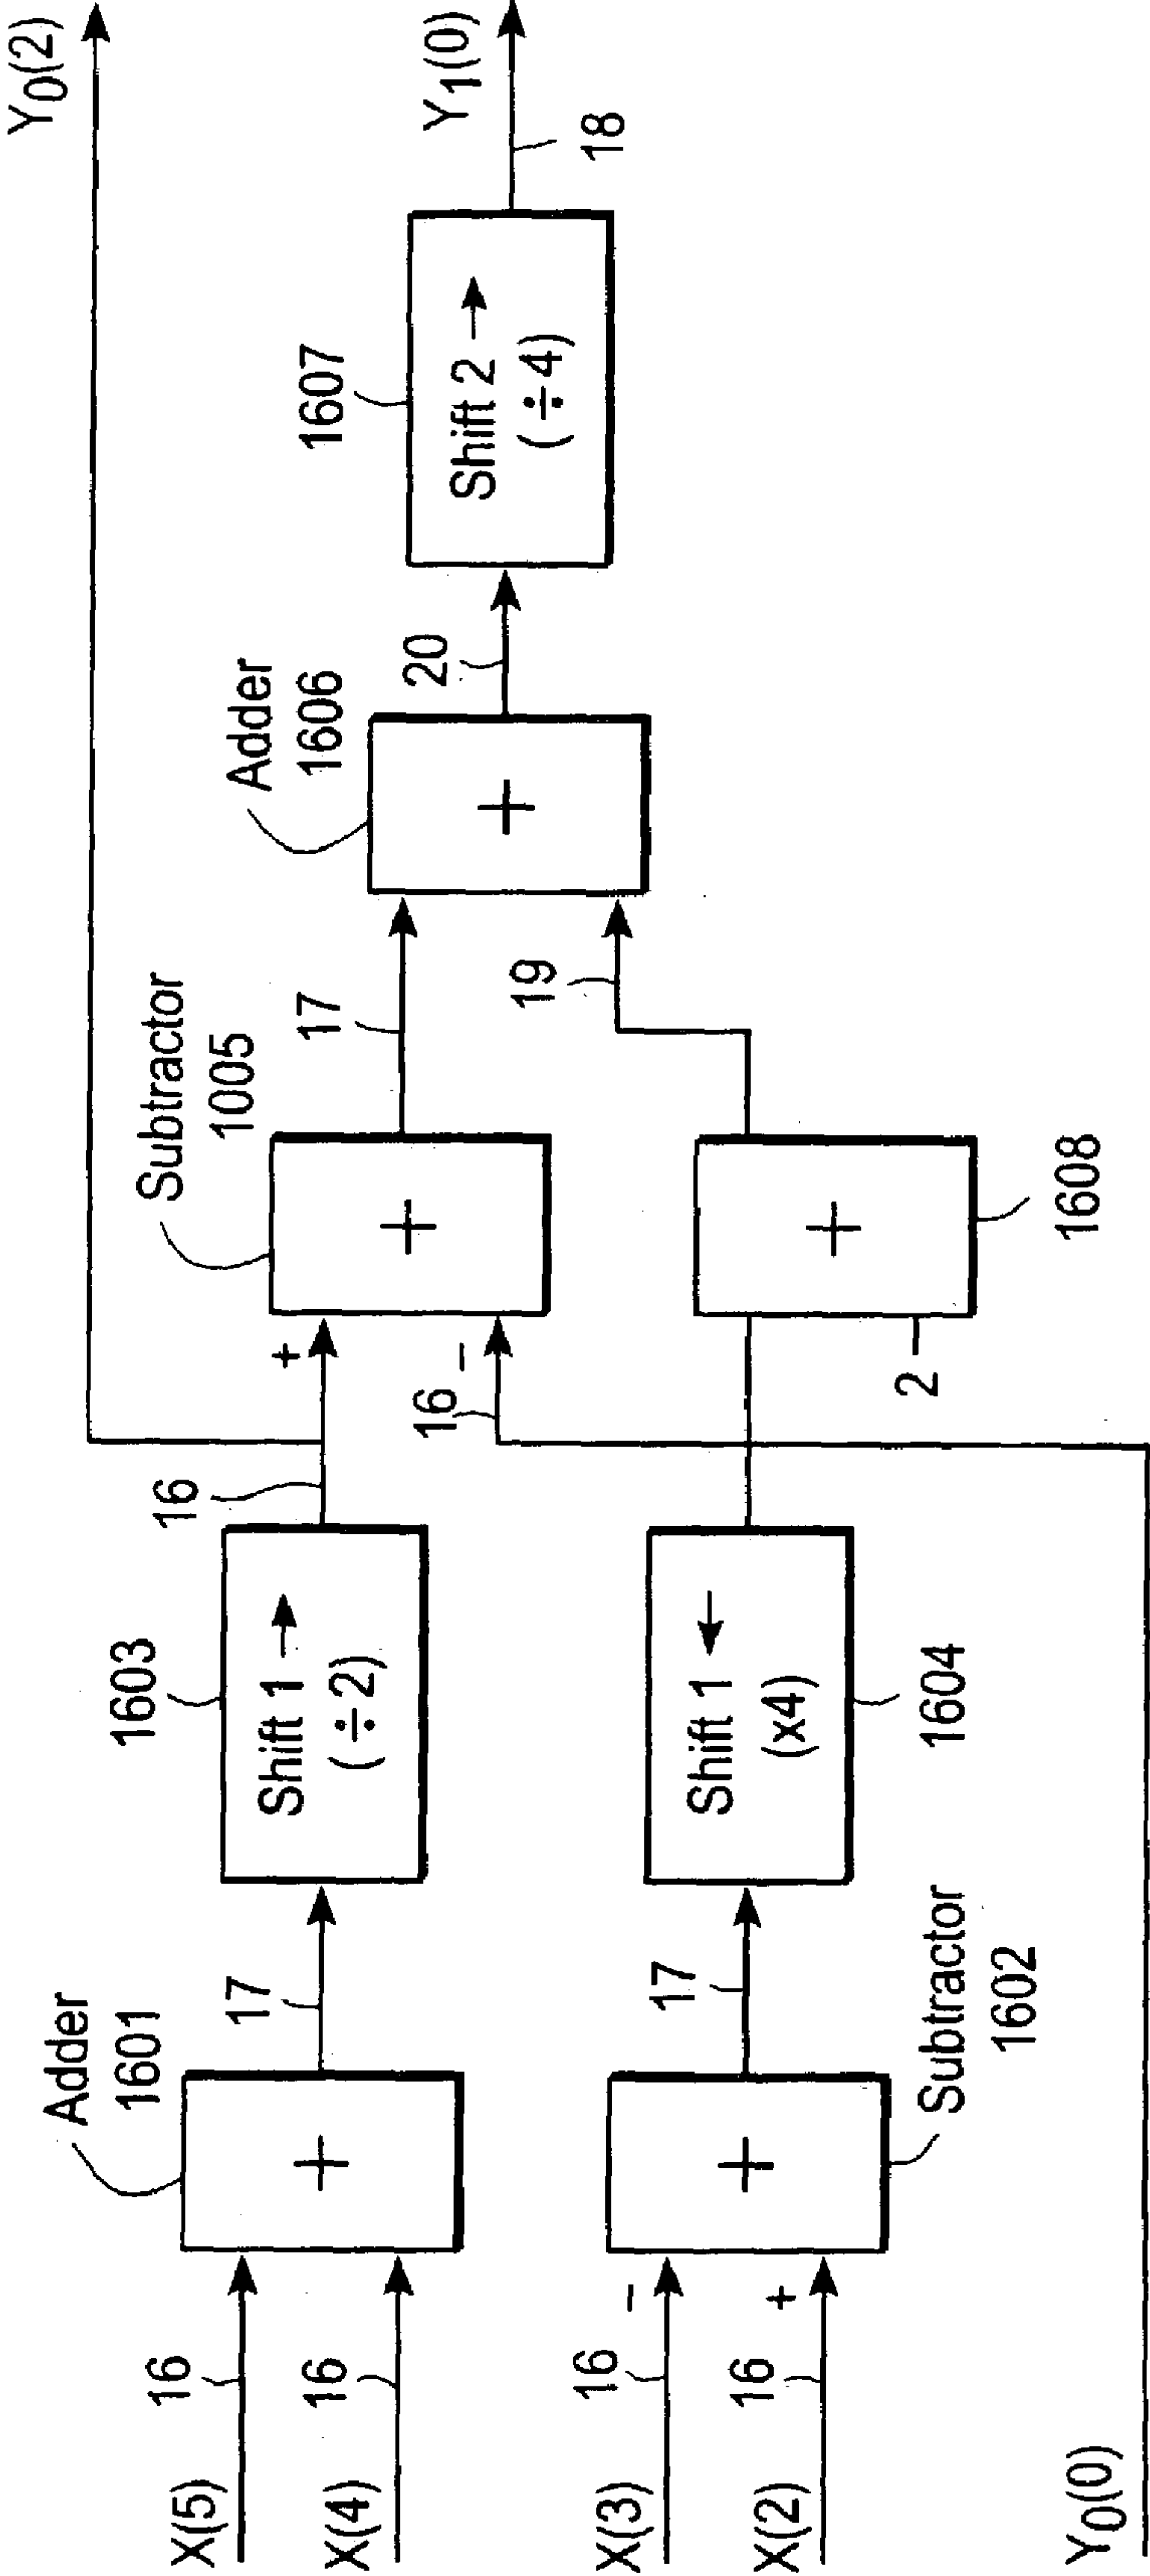 X(5)
16
X(4)
16
Adder
1601
+
17
1603
Shift 1 →
(÷2)
16
Y0(2)
X(3)
16
−
X(2)
16
+
+
Subtractor
1602
17
Shift 1 ←
(x4)
1604
Y0(0)
+
16
−
Subtractor
1005
+
17
2
+
1608
19
Adder
1606
+
20
1607
Shift 2 →
(÷4)
Y1(0)
18